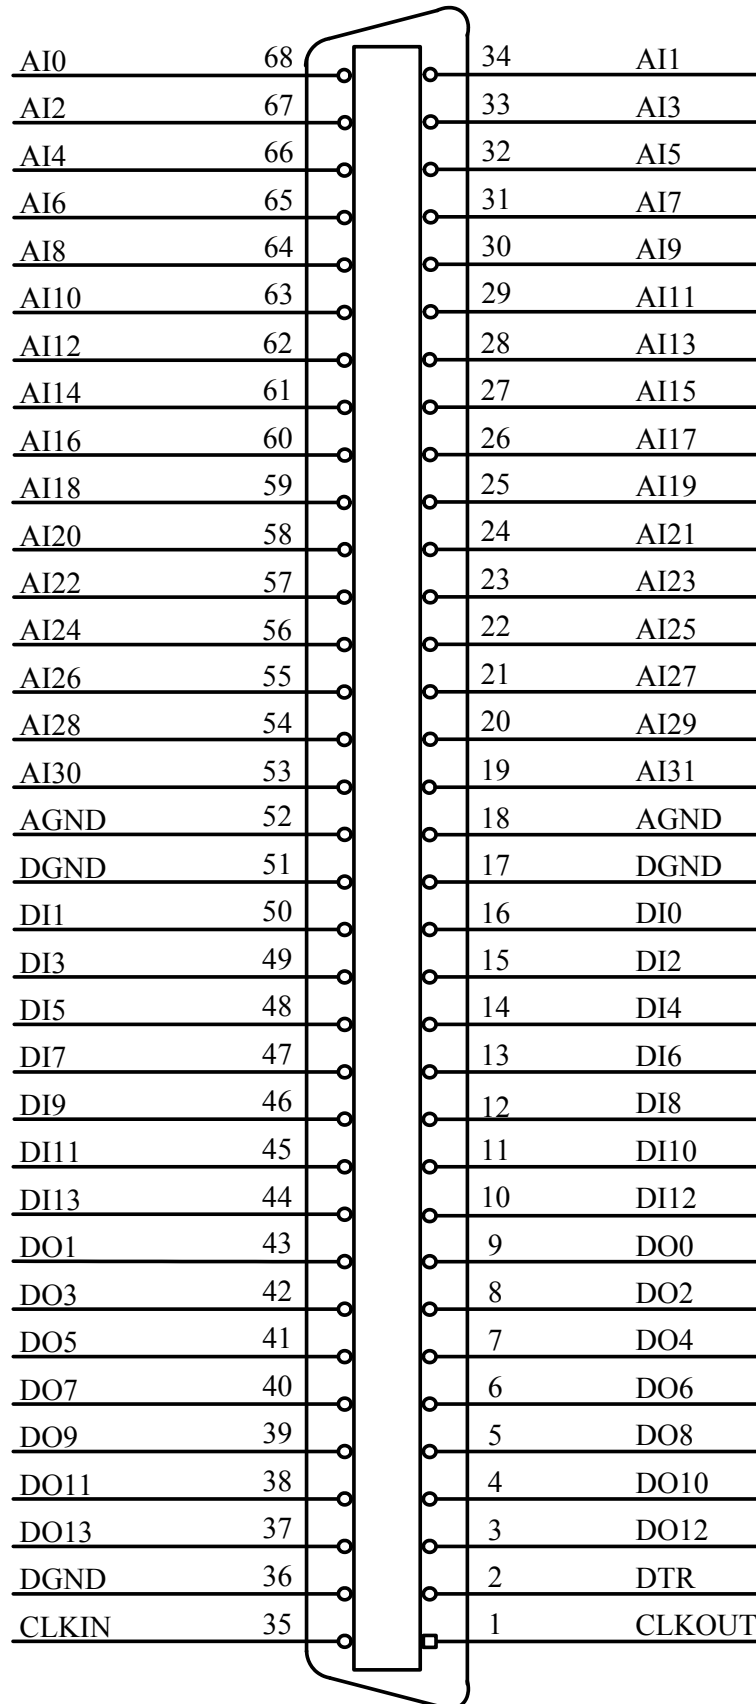 AI0 68 34 AI1
AI2 67 33 AI3
AI4 66 32 AI5
AI6 65 31 AI7
AI8 64 30 AI9
AI10 63 29 AI11
AI12 62 28 AI13
AI14 61 27 AI15
AI16 60 26 AI17
AI18 59 25 AI19
AI20 58 24 AI21
AI22 57 23 AI23
AI24 56 22 AI25
AI26 55 21 AI27
AI28 54 20 AI29
AI30 53 19 AI31
AGND 52 18 AGND
DGND 51 17 DGND
DI1 50 16 DI0
DI3 49 15 DI2
DI5 48 14 DI4
DI7 47 13 DI6
DI9 46 12 DI8
DI11 45 11 DI10
DI13 44 10 DI12
DO1 43 9 DO0
DO3 42 8 DO2
DO5 41 7 DO4
DO7 40 6 DO6
DO9 39 5 DO8
DO11 38 4 DO10
DO13 37 3 DO12
DGND 36 2 DTR
CLKIN 35 1 CLKOUT